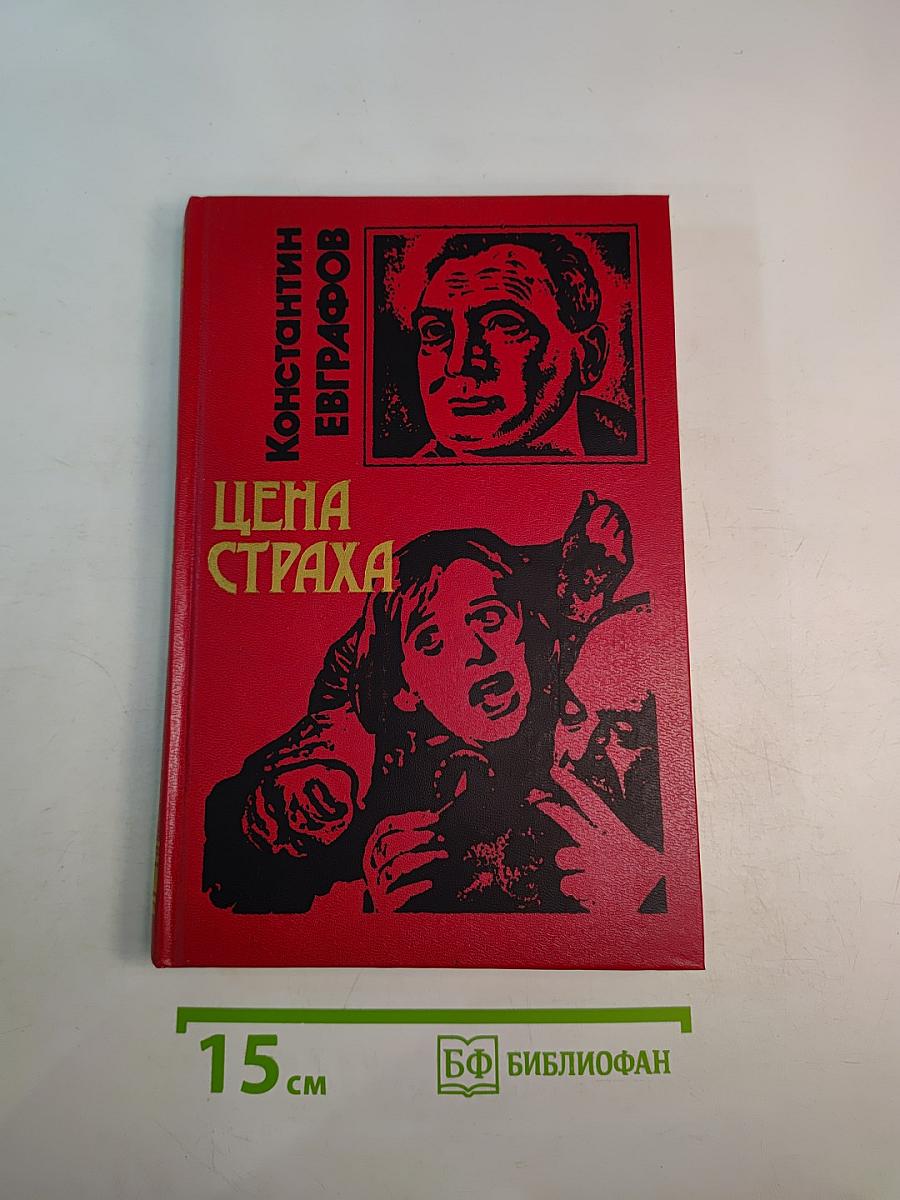 Константин
ЕВГРАФОВ
ЦЕНА
СТРАХА
15 см
БФ БИБЛИОФАН